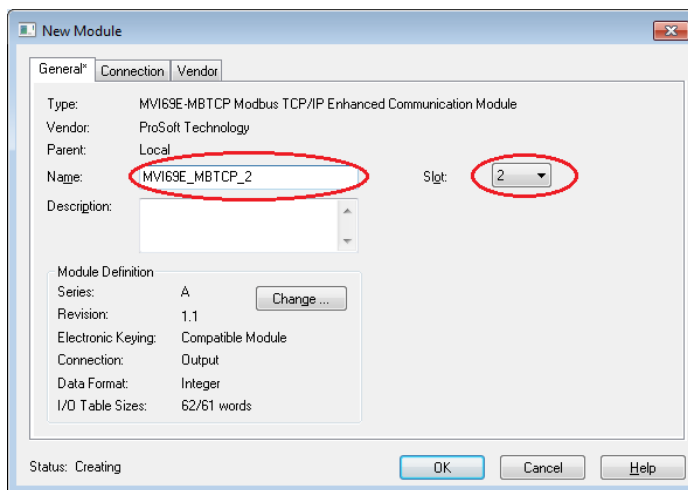 New Module
General* Connection Vendor
Type: MVI69E-MBTCP Modbus TCP/IP Enhanced Communication Module
Vendor: ProSoft Technology
Parent: Local
Name: MVI69E_MBTCP_2 Slot: 2
Description:
Module Definition
Series: A Change ...
Revision: 1.1
Electronic Keying: Compatible Module
Connection: Output
Data Format: Integer
I/O Table Sizes: 62/61 words
Status: Creating OK Cancel Help